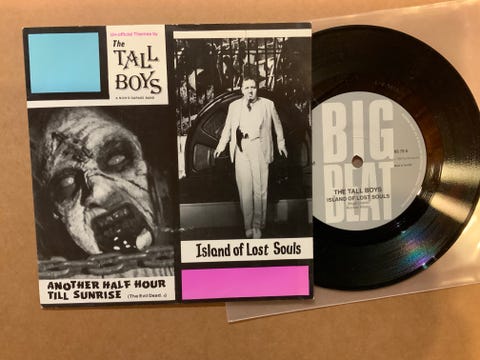 Un-official Themes by
The
TALL
BOYS
Island of Lost Souls
ANOTHER HALF HOUR
TILL SUNRISE (The Evil Dead
BIG
BEAT
THE TALL BOYS
ISLAND OF LOST SOULS